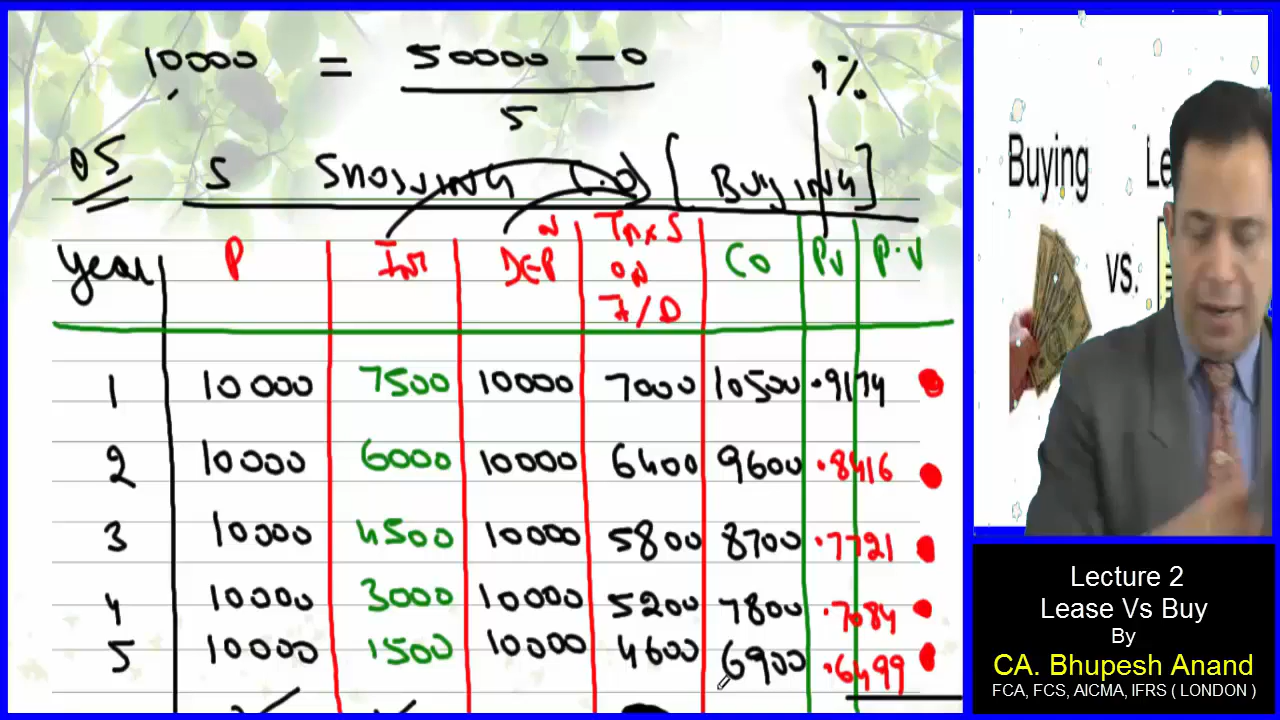 10000 = 50000 - 0
5
9%
05 S SHOWING C.O [ BUYING ]
Year P INT DEP TAX S ON I/D CO PV P.V
1 10000 7500 10000 7000 10500 .9174
2 10000 6000 10000 6400 9600 .8416
3 10000 4500 10000 5800 8700 .7721
4 10000 3000 10000 5200 7800 .7084
5 10000 1500 10000 4600 6900 .6499
Buying
Le
VS.
Lecture 2
Lease Vs Buy
By
CA. Bhupesh Anand
FCA, FCS, AICMA, IFRS ( LONDON )